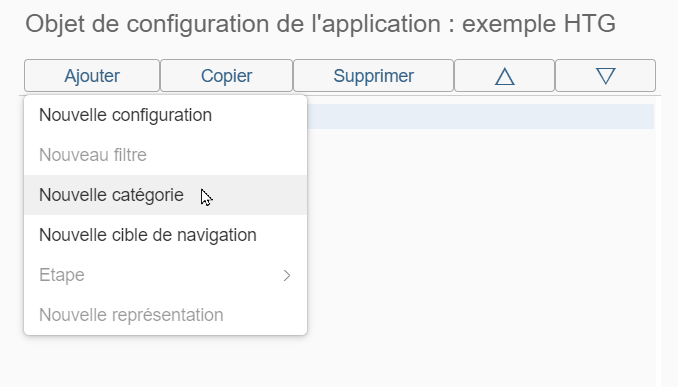 Objet de configuration de l'application : exemple HTG
Ajouter Copier Supprimer
Nouvelle configuration
Nouveau filtre
Nouvelle catégorie
Nouvelle cible de navigation
Etape
Nouvelle représentation